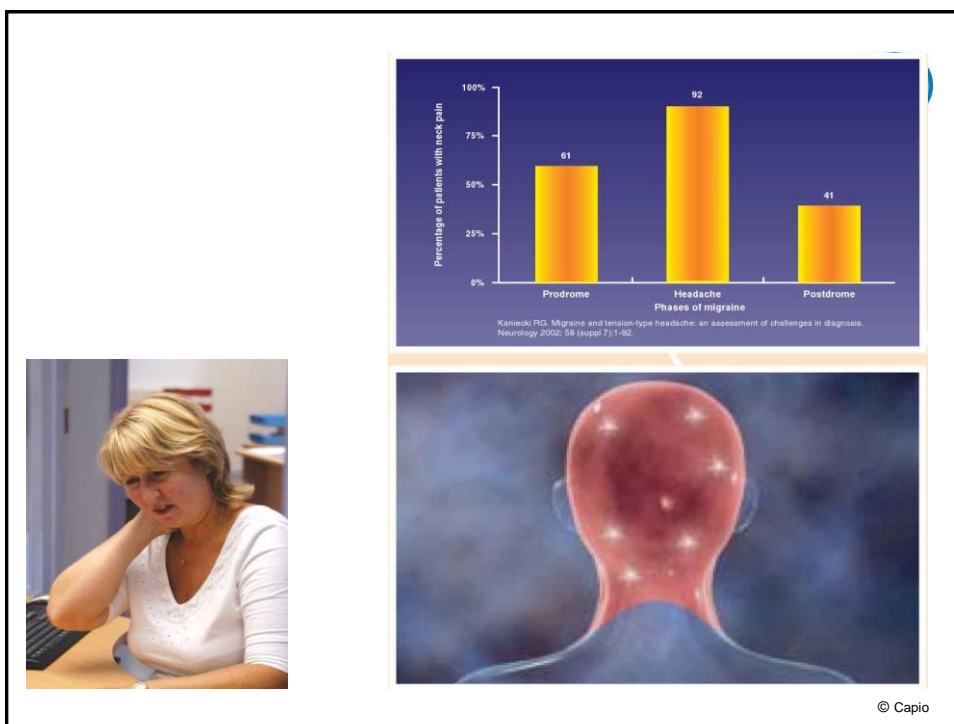 100%
92
75%
61
50%
41
25%
0%
Percentage of patients with neck pain
Prodrome Headache Postdrome
Phases of migraine
Kaniecki RG. Migraine and tension-type headache: an assessment of challenges in diagnosis.
Neurology 2002; 58 (suppl 7):1-92.
© Capio